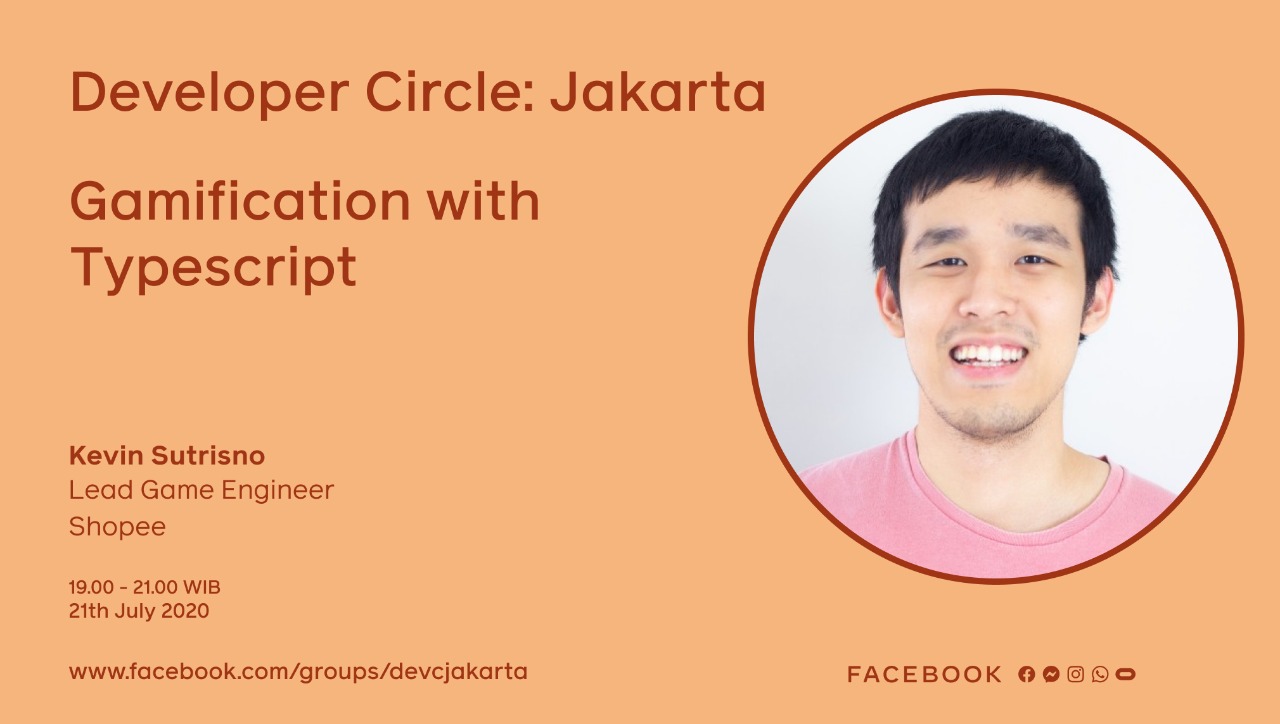 Developer Circle: Jakarta
Gamification with
Typescript
Kevin Sutrisno
Lead Game Engineer
Shopee
19.00 - 21.00 WIB
21th July 2020
www.facebook.com/groups/devcjakarta
FACEBOOK